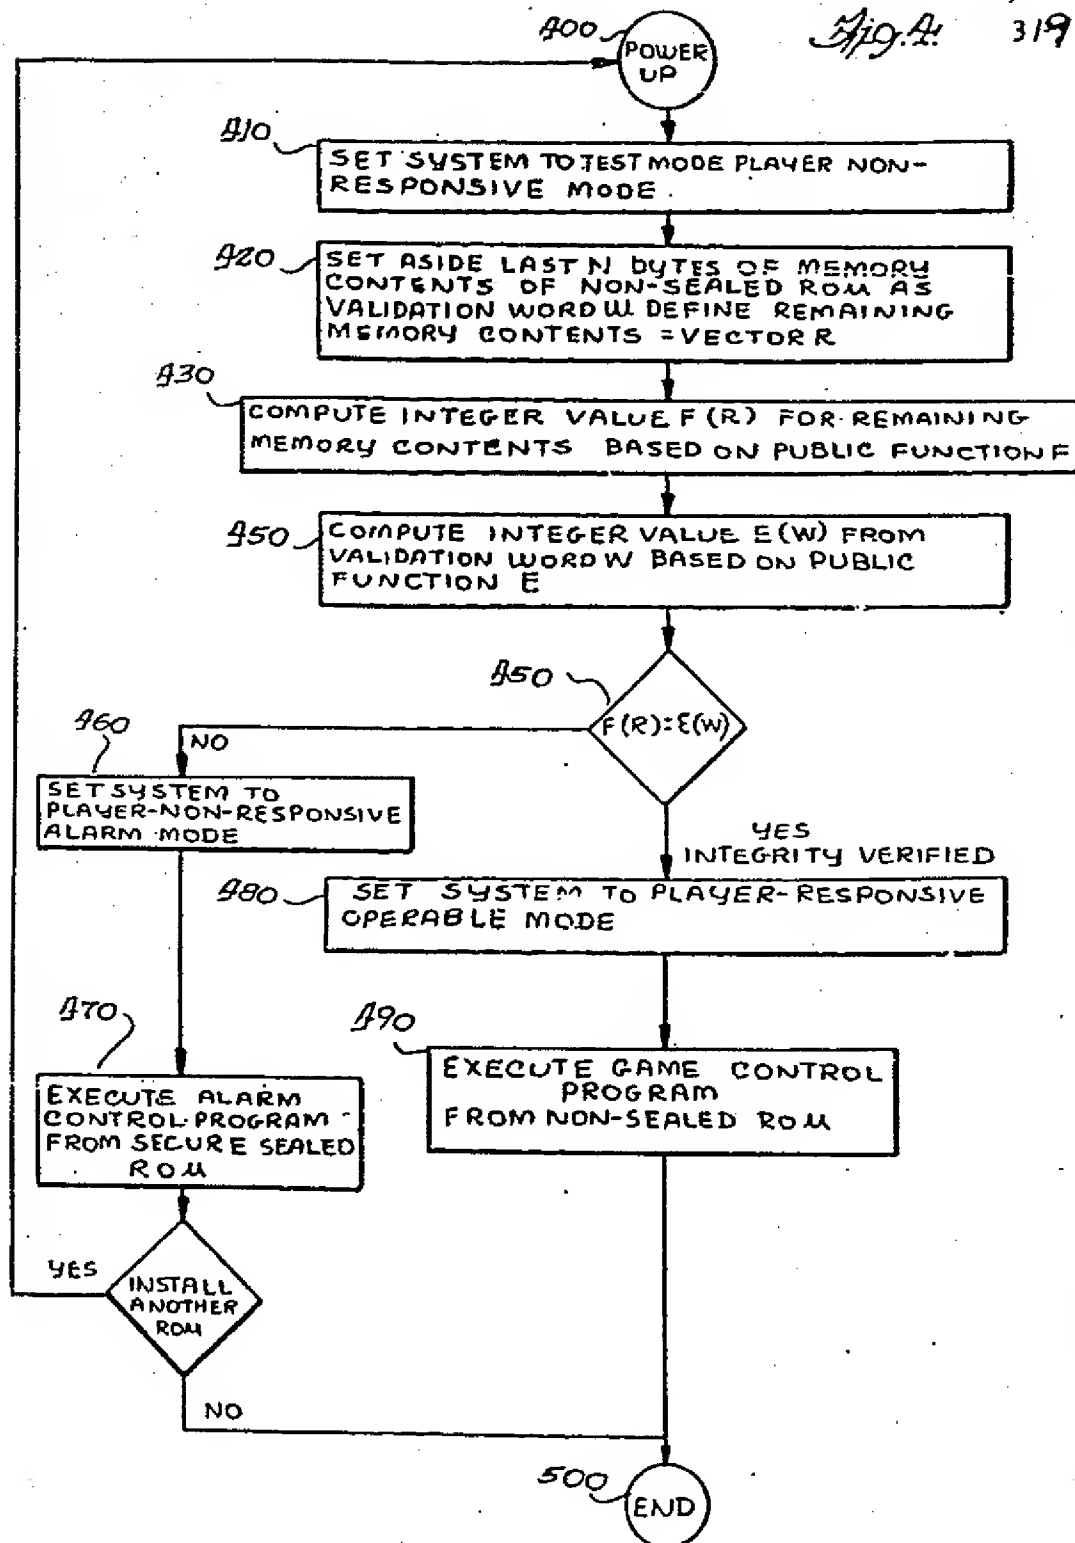 Fig. 4. 319
400
POWER
UP
410
SET SYSTEM TO TEST MODE PLAYER NON-
RESPONSIVE MODE.
420
SET ASIDE LAST N BYTES OF MEMORY
CONTENTS OF NON-SEALED ROM AS
VALIDATION WORD W DEFINE REMAINING
MEMORY CONTENTS = VECTOR R
430
COMPUTE INTEGER VALUE F(R) FOR REMAINING
MEMORY CONTENTS BASED ON PUBLIC FUNCTION F
450
COMPUTE INTEGER VALUE E(W) FROM
VALIDATION WORD W BASED ON PUBLIC
FUNCTION E
450
F(R)=E(W)
460
NO
SET SYSTEM TO
PLAYER-NON-RESPONSIVE
ALARM MODE
YES
INTEGRITY VERIFIED
480
SET SYSTEM TO PLAYER-RESPONSIVE
OPERABLE MODE
470
EXECUTE ALARM
CONTROL PROGRAM
FROM SECURE SEALED
ROM
490
EXECUTE GAME CONTROL
PROGRAM
FROM NON-SEALED ROM
YES
INSTALL
ANOTHER
ROM
NO
500
END